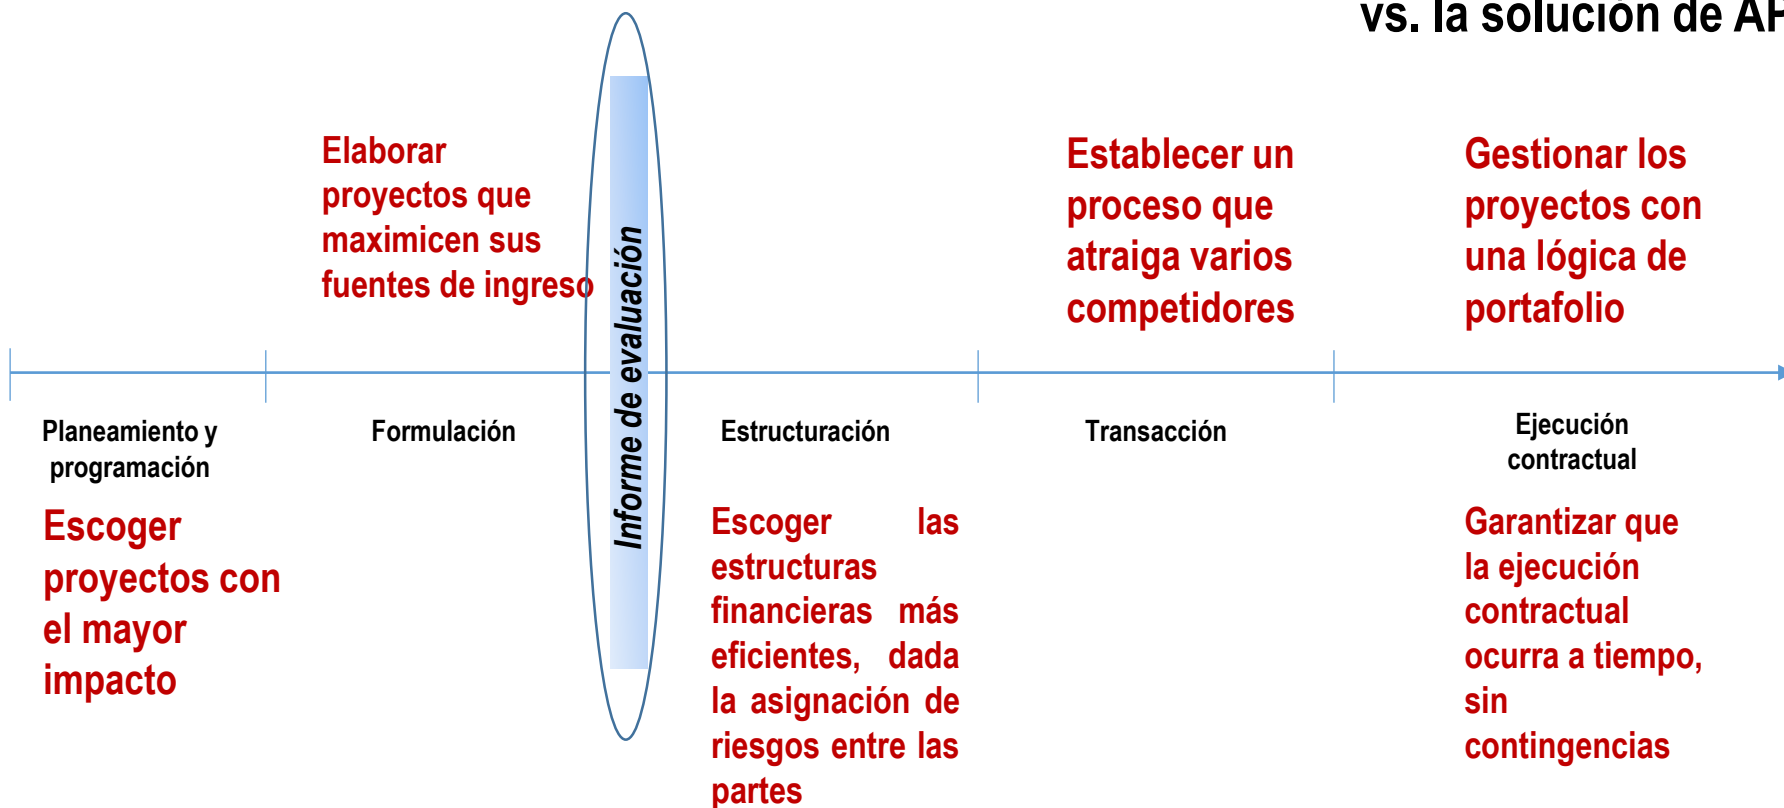 vs. la solución de AP
Elaborar
proyectos que
maximicen sus
fuentes de ingreso
Informe de evaluación
Establecer un
proceso que
atraiga varios
competidores
Gestionar los
proyectos con
una lógica de
portafolio
Planeamiento y
programación
Formulación
Estructuración
Transacción
Ejecución
contractual
Escoger
proyectos con
el mayor
impacto
Escoger las
estructuras
financieras más
eficientes, dada
la asignación de
riesgos entre las
partes
Garantizar que
la ejecución
contractual
ocurra a tiempo,
sin
contingencias